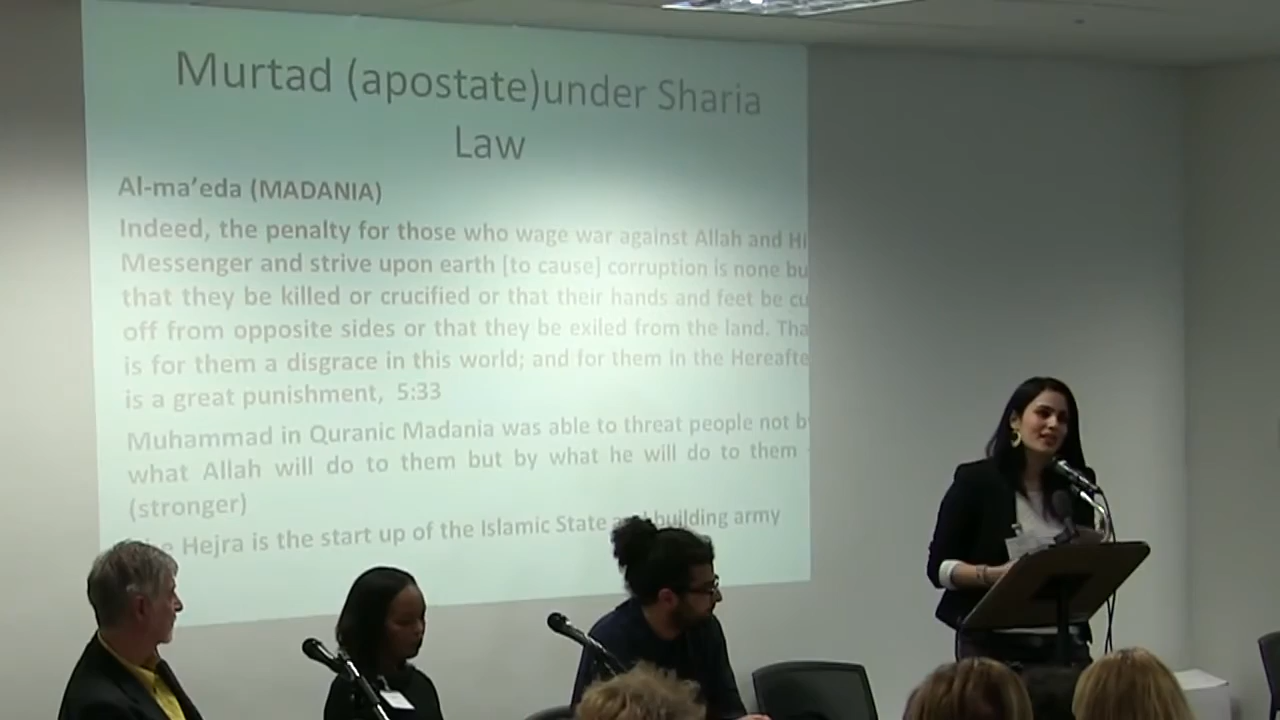 Murtad (apostate)under Sharia
Law
Al-ma’eda (MADANIA)
Indeed, the penalty for those who wage war against Allah and Hi
Messenger and strive upon earth [to cause] corruption is none bu
that they be killed or crucified or that their hands and feet be cu
off from opposite sides or that they be exiled from the land. Tha
is for them a disgrace in this world; and for them in the Hereafte
is a great punishment, 5:33
Muhammad in Quranic Madania was able to threat people not b
what Allah will do to them but by what he will do to them
(stronger)
Hejra is the start up of the Islamic State building army